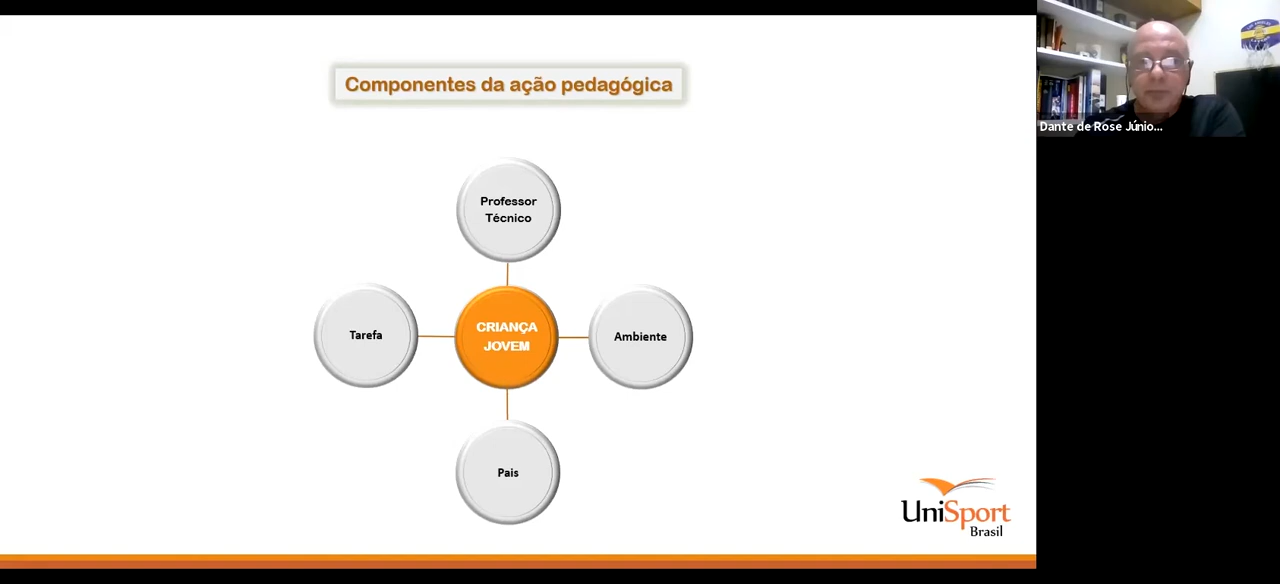 Componentes da ação pedagógica
Professor
Técnico
Tarefa
CRIANÇA
JOVEM
Ambiente
Pais
UniSport
Brasil
Dante de Rose Júnio...